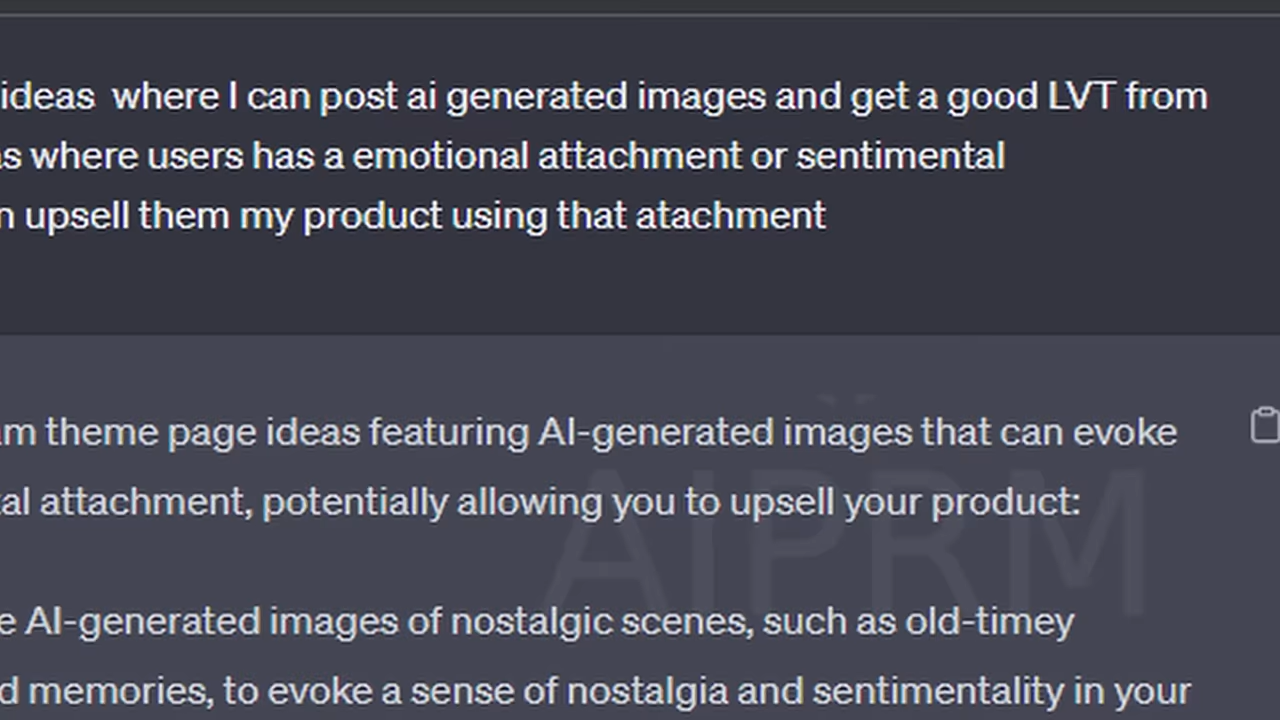 ideas where I can post ai generated images and get a good LVT from
as where users has a emotional attachment or sentimental
upsell them my product using that atachment
theme page ideas featuring AI-generated images that can evoke
attachment, potentially allowing you to upsell your product:
AIPRM
AI-generated images of nostalgic scenes, such as old-timey
memories, to evoke a sense of nostalgia and sentimentality in your